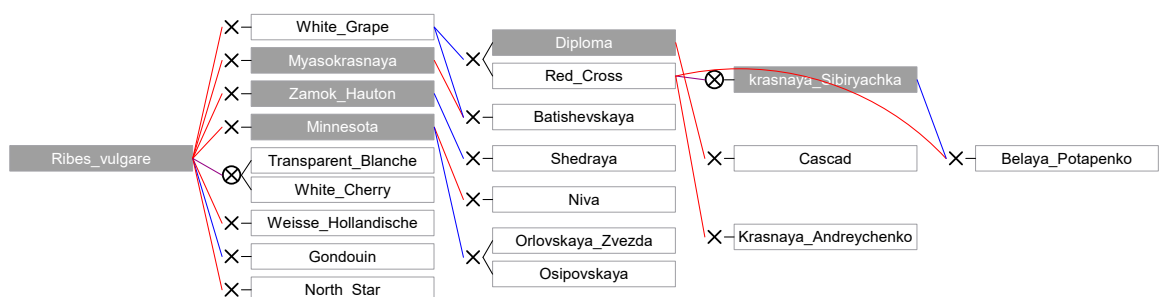 Ribes_vulgare
White_Grape
Myasokrasnaya
Zamok_Hauton
Minnesota
Transparent_Blanche
White_Cherry
Weisse_Hollandische
Gondouin
North_Star
Diploma
Red_Cross
Batishevskaya
Shedraya
Niva
Orlovskaya_Zvezda
Osipovskaya
krasnaya_Sibiryachka
Cascad
Krasnaya_Andreychenko
Belaya_Potapenko